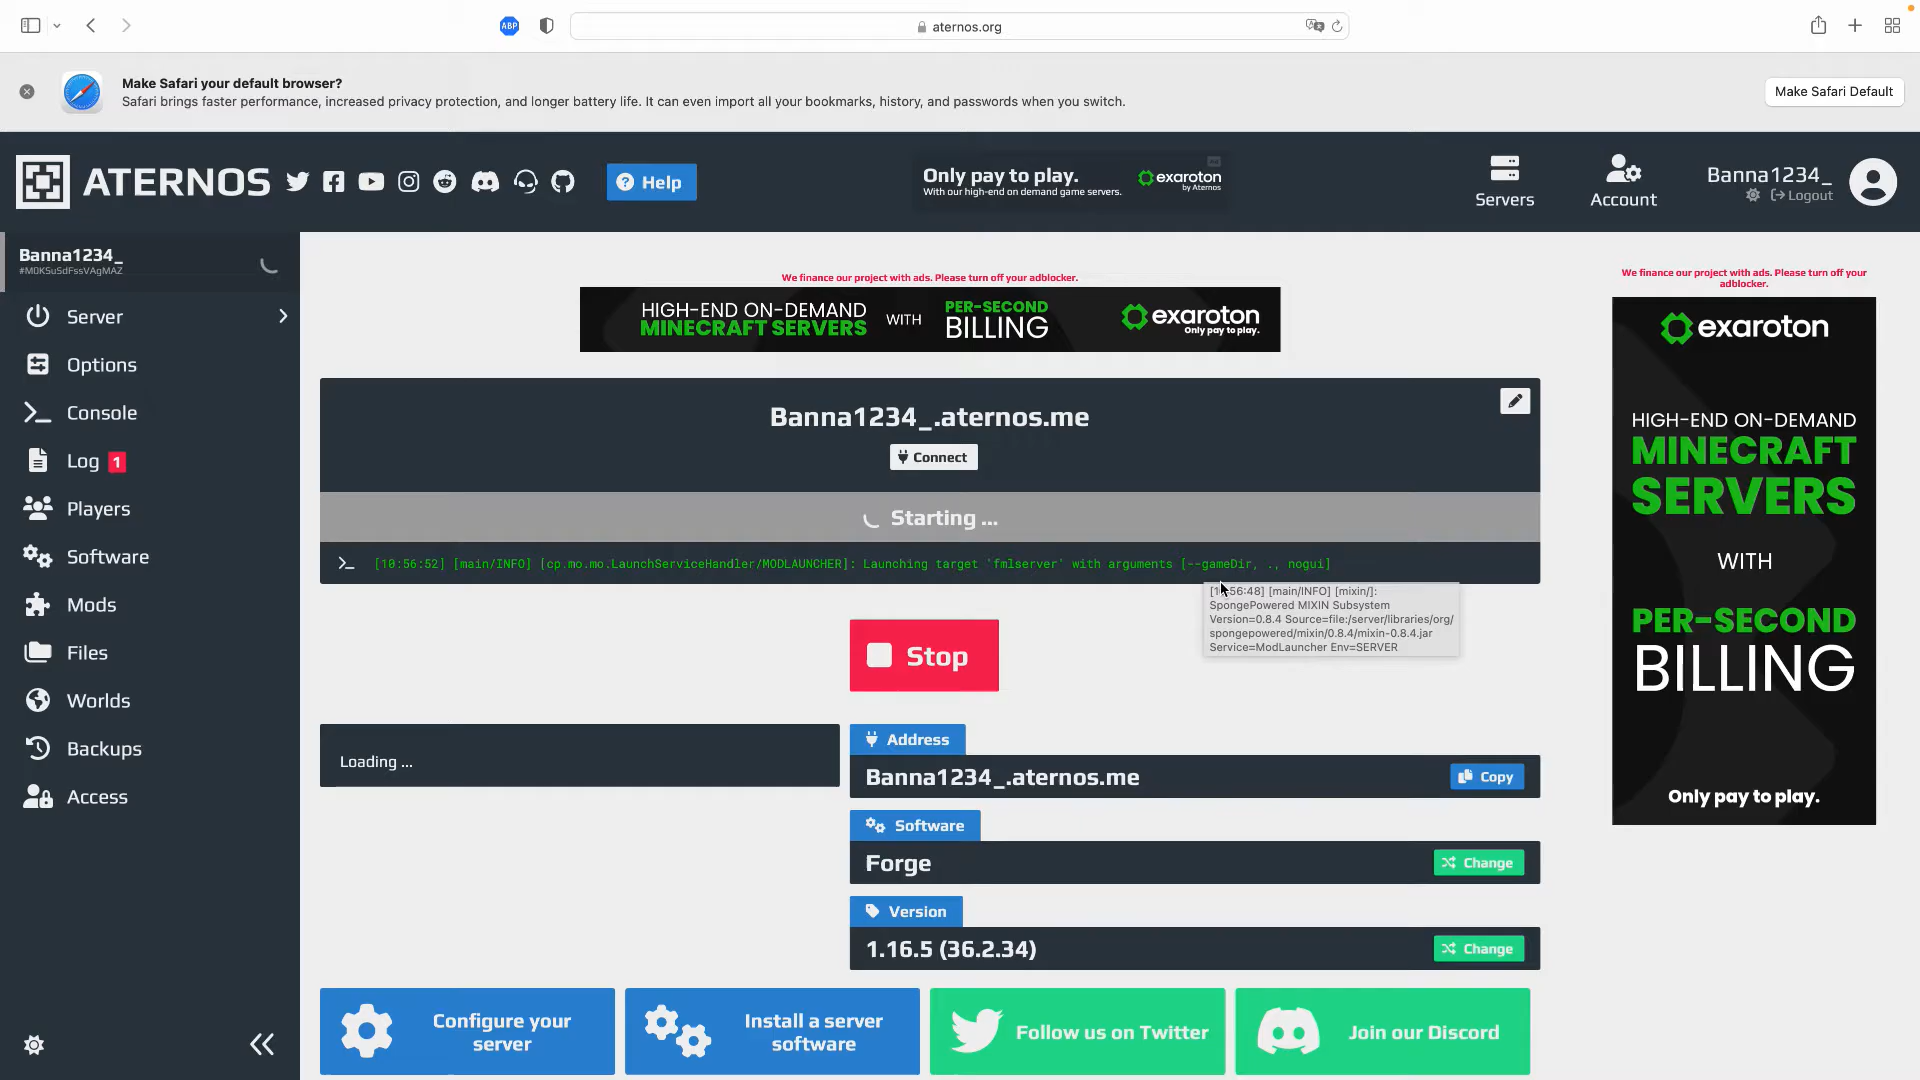 ABP
aternos.org
Make Safari your default browser?
Safari brings faster performance, increased privacy protection, and longer battery life. It can even import all your bookmarks, history, and passwords when you switch.
Make Safari Default
ATERNOS
Help
Only pay to play.
With our high-end on demand game servers.
exaroton
by Aternos
Servers
Account
Banna1234_
Logout
Banna1234_
#M0KSuSdFssVAgMAZ
Server
Options
Console
Log 1
Players
Software
Mods
Files
Worlds
Backups
Access
We finance our project with ads. Please turn off your adblocker.
HIGH-END ON-DEMAND
MINECRAFT SERVERS
WITH
PER-SECOND
BILLING
exaroton
Only pay to play.
Banna1234_.aternos.me
Connect
Starting ...
[10:56:52] [main/INFO] [cp.mo.mo.LaunchServiceHandler/MODLAUNCHER]: Launching target 'fmlserver' with arguments [--gameDir, ., nogui]
[main/INFO] [mixin/]:
SpongePowered MIXIN Subsystem
Version=0.8.4 Source=file:/server/libraries/org/
spongepowered/mixin/0.8.4/mixin-0.8.4.jar
Service=ModLauncher Env=SERVER
Stop
Loading ...
Address
Banna1234_.aternos.me
Copy
Software
Forge
Change
Version
1.16.5 (36.2.34)
Change
Configure your
server
Install a server
software
Follow us on Twitter
Join our Discord
We finance our project with ads. Please turn off your
adblocker.
exaroton
HIGH-END ON-DEMAND
MINECRAFT
SERVERS
WITH
PER-SECOND
BILLING
Only pay to play.